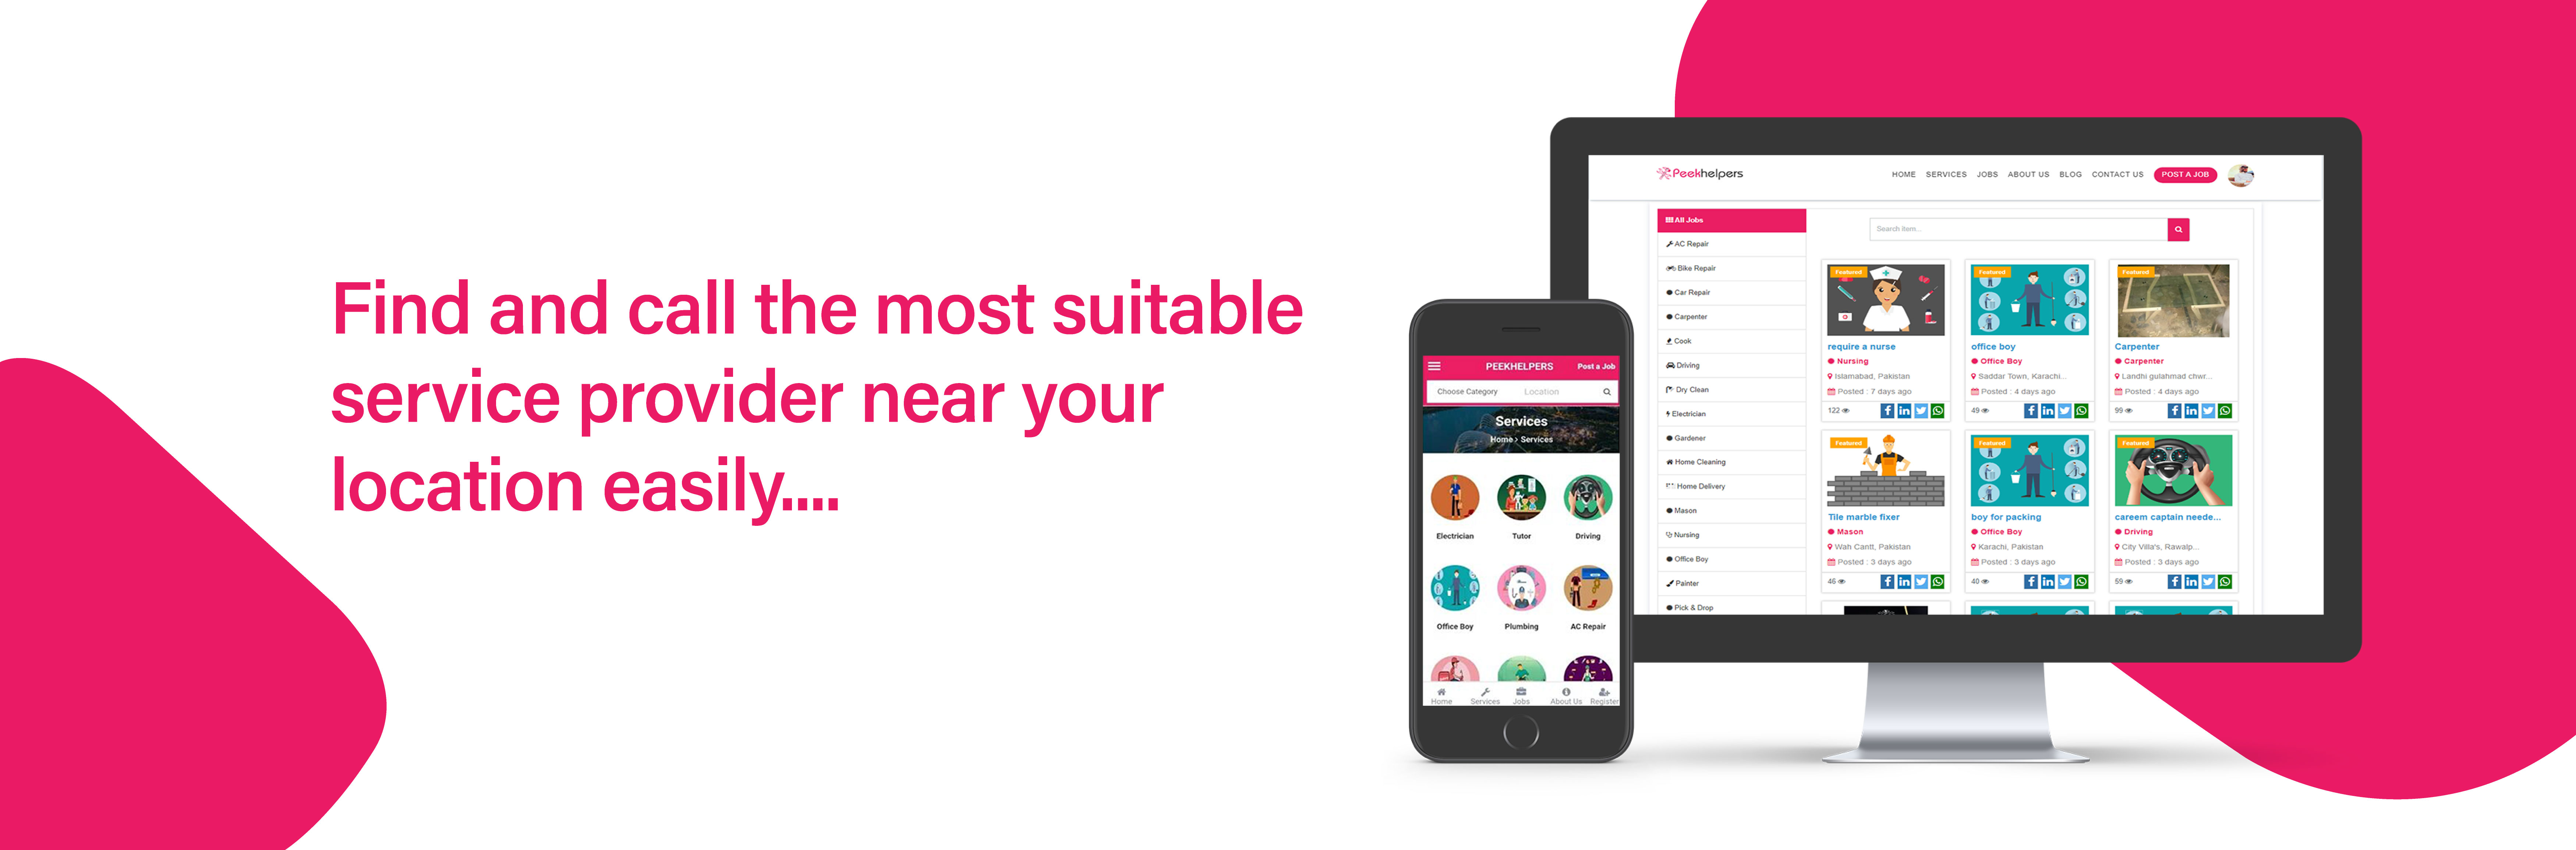 Find and call the most suitable
service provider near your
location easily....
PEEKHELPERS Post a Job
Choose Category Location
Services
Home > Services
Electrician Tutor Driving
Office Boy Plumbing AC Repair
Home Services Jobs About Us Register
Peekhelpers HOME SERVICES JOBS ABOUT US BLOG CONTACT US POST A JOB
All Jobs
AC Repair
Bike Repair
Car Repair
Carpenter
Cook
Driving
Dry Clean
Electrician
Gardener
Home Cleaning
Home Delivery
Mason
Nursing
Office Boy
Painter
Pick & Drop
Search item...
Featured Featured Featured
require a nurse office boy Carpenter
Nursing Office Boy Carpenter
Islamabad, Pakistan Saddar Town, Karachi... Landhi gulahmad chwr...
Posted : 7 days ago Posted : 4 days ago Posted : 4 days ago
122 49 99
Featured Featured Featured
Tile marble fixer boy for packing careem captain neede...
Mason Office Boy Driving
Wah Cantt, Pakistan Karachi, Pakistan City Villa's, Rawalp...
Posted : 3 days ago Posted : 3 days ago Posted : 3 days ago
46 40 59